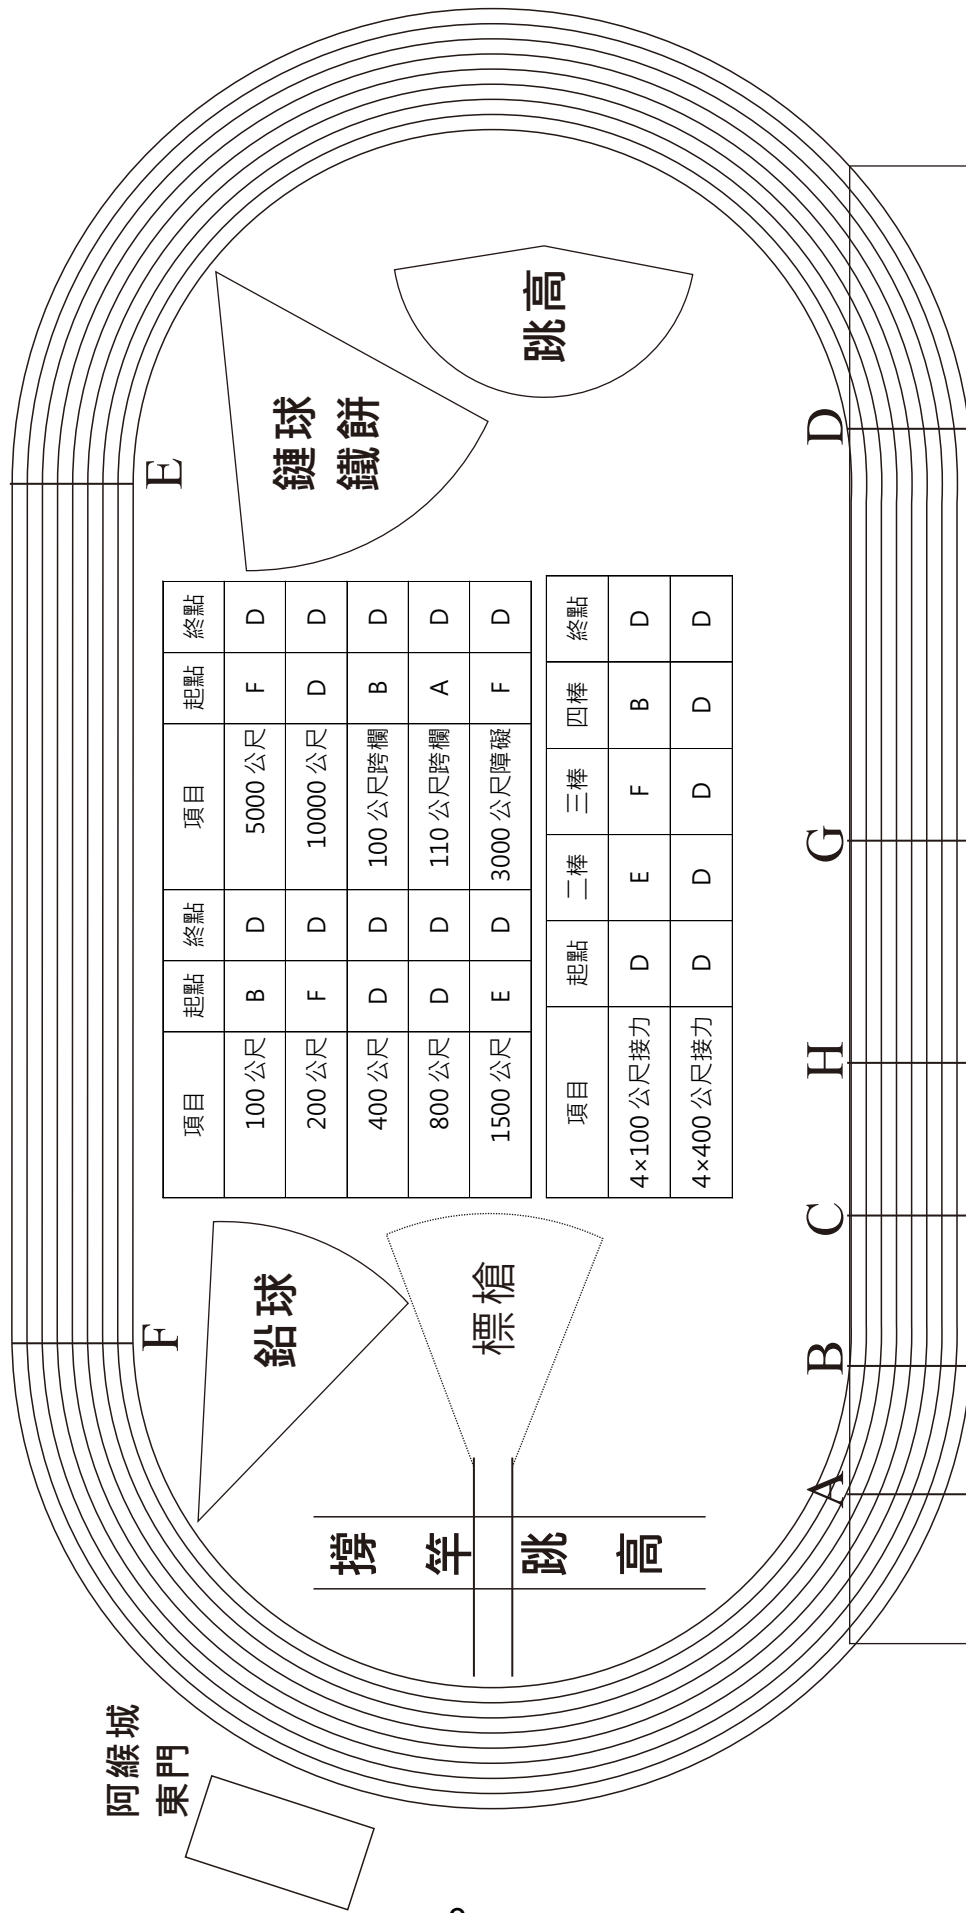 阿緱城
東門
F
E
鉛球
鏈球
鐵餅
撐竿跳高
標槍
跳高
項目 起點 終點 項目 起點 終點
100 公尺 B D 5000 公尺 F D
200 公尺 F D 10000 公尺 D D
400 公尺 D D 100 公尺跨欄 B D
800 公尺 D D 110 公尺跨欄 A D
1500 公尺 E D 3000 公尺障礙 F D
項目 起點 二棒 三棒 四棒 終點
4×100 公尺接力 D E F B D
4×400 公尺接力 D D D D D
A
B
C
H
G
D